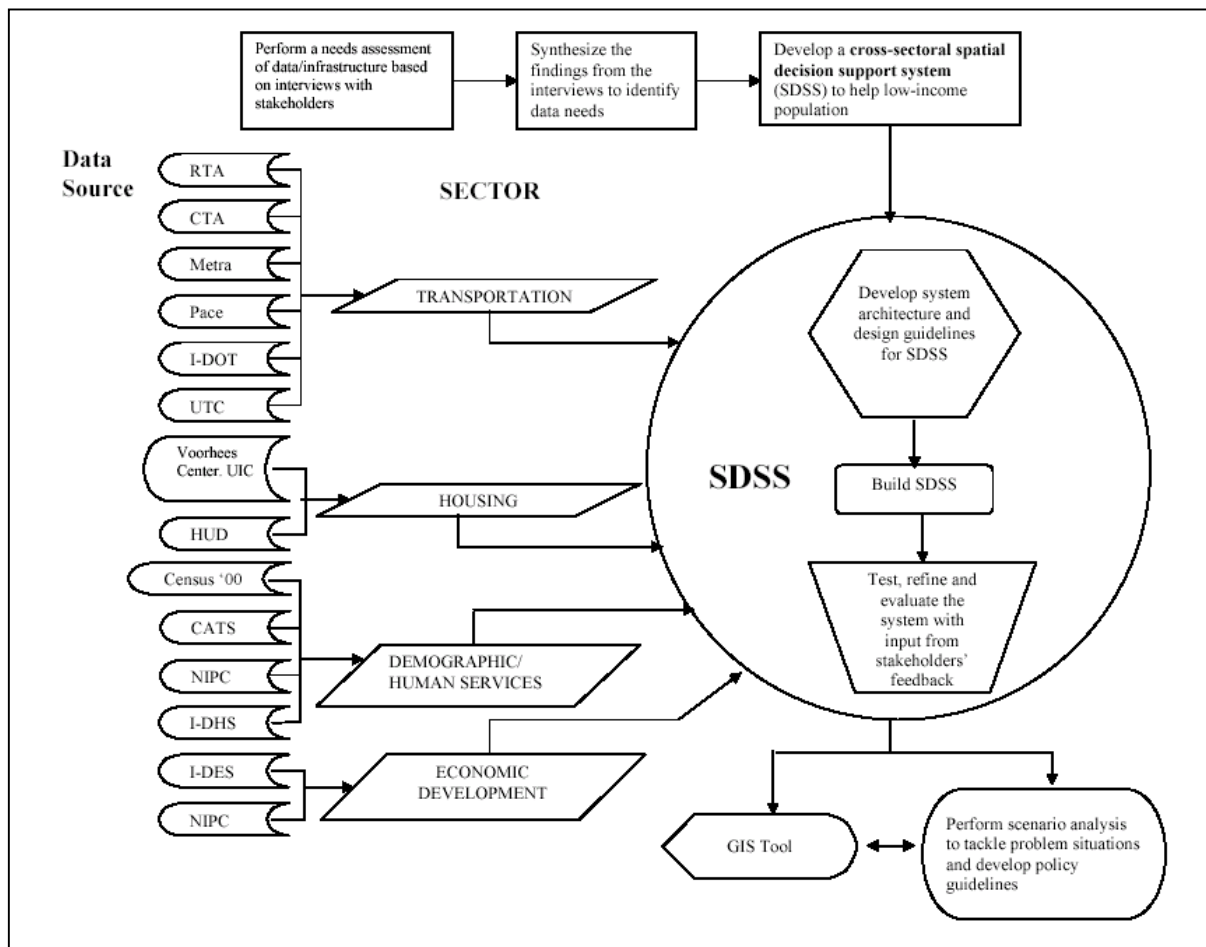 Perform a needs assessment
of data/infrastructure based
on interviews with
stakeholders
Synthesize the
findings from the
interviews to identify
data needs
Develop a cross-sectoral spatial
decision support system
(SDSS) to help low-income
population
Data
Source
SECTOR
RTA
CTA
Metra
Pace
I-DOT
UTC
Voorhees
Center. UIC
HUD
Census ‘00
CATS
NIPC
I-DHS
I-DES
NIPC
TRANSPORTATION
HOUSING
DEMOGRAPHIC/
HUMAN SERVICES
ECONOMIC
DEVELOPMENT
SDSS
Develop system
architecture and
design guidelines
for SDSS
Build SDSS
Test, refine and
evaluate the
system with
input from
stakeholders’
feedback
GIS Tool
Perform scenario analysis
to tackle problem situations
and develop policy
guidelines